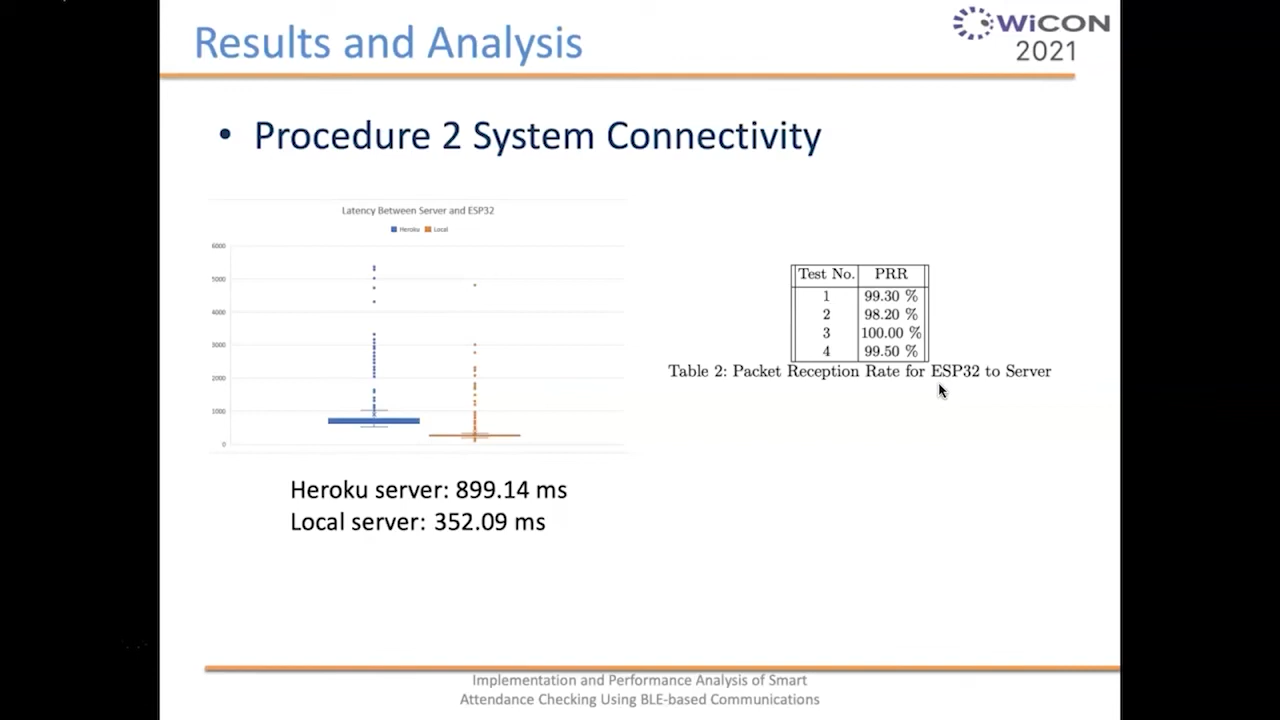 Results and Analysis
WiCON
2021
• Procedure 2 System Connectivity
Latency Between Server and ESP32
Heroku Local
6000
5000
4000
3000
2000
1000
0
Heroku server: 899.14 ms
Local server: 352.09 ms
Test No. PRR
1 99.30 %
2 98.20 %
3 100.00 %
4 99.50 %
Table 2: Packet Reception Rate for ESP32 to Server
Implementation and Performance Analysis of Smart
Attendance Checking Using BLE-based Communications